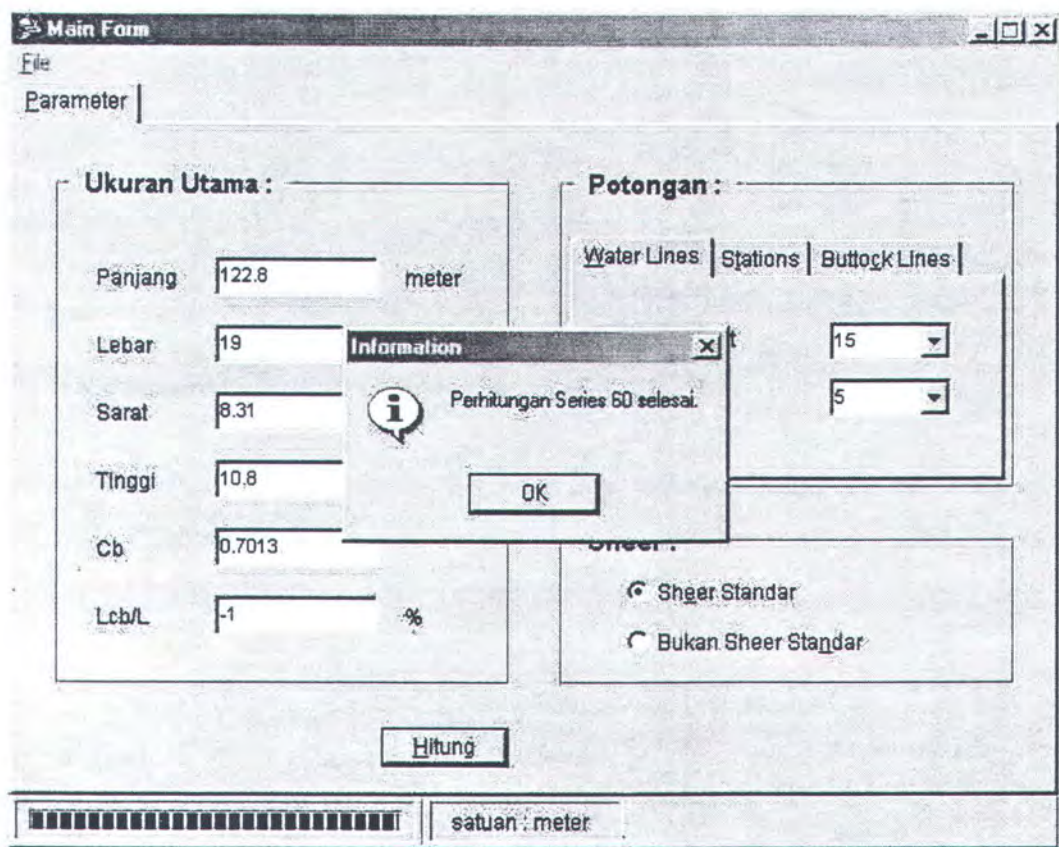 Main Form
File
Parameter
Ukuran Utama :
Panjang 122.8 meter
Lebar 19
Sarat 8.31
Tinggi 10,8
Cb 0.7013
Lcb/L -1 %
Potongan :
Water Lines Stations Buttock Lines
15
5
Information
Perhitungan Series 60 selesai.
OK
Sheer :
Sheer Standar
Bukan Sheer Standar
Hitung
satuan : meter